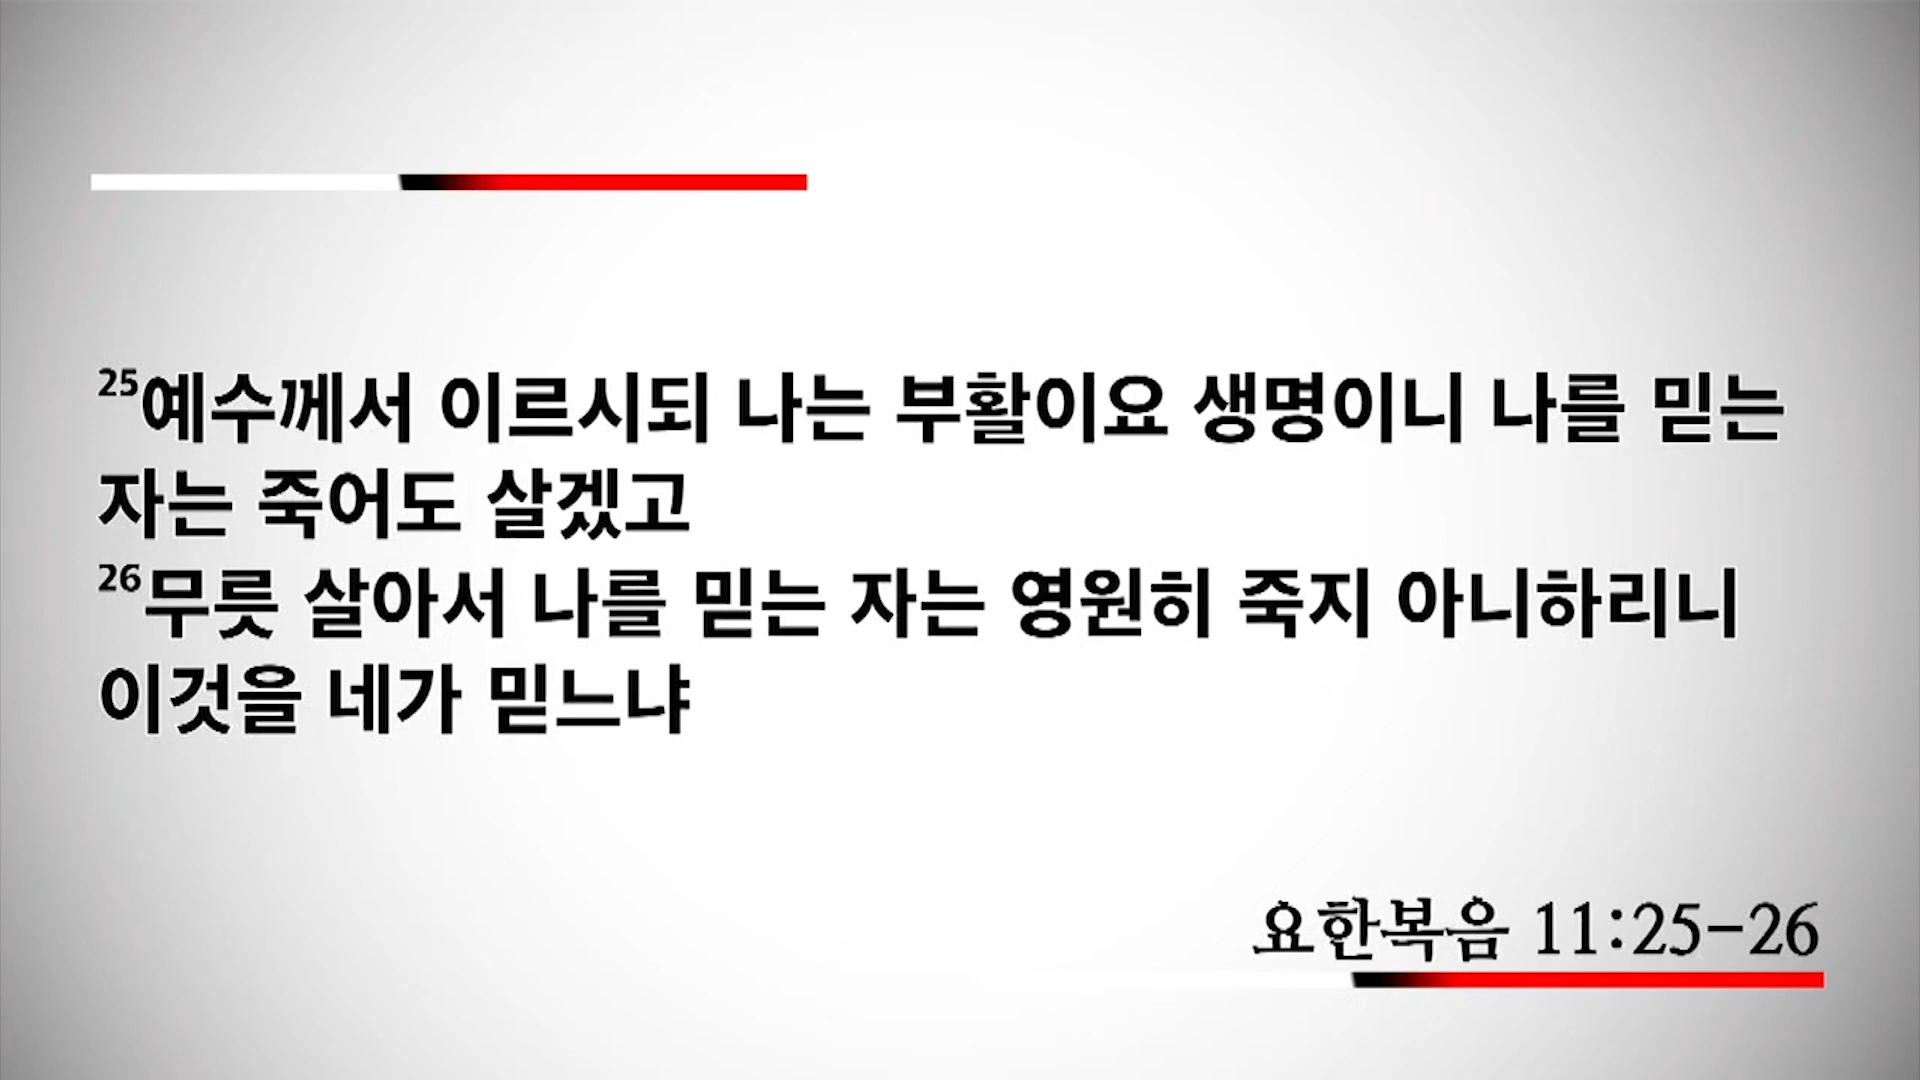 25예수께서 이르시되 나는 부활이요 생명이니 나를 믿는
자는 죽어도 살겠고
26무릇 살아서 나를 믿는 자는 영원히 죽지 아니하리니
이것을 네가 믿느냐
요한복음 11:25-26